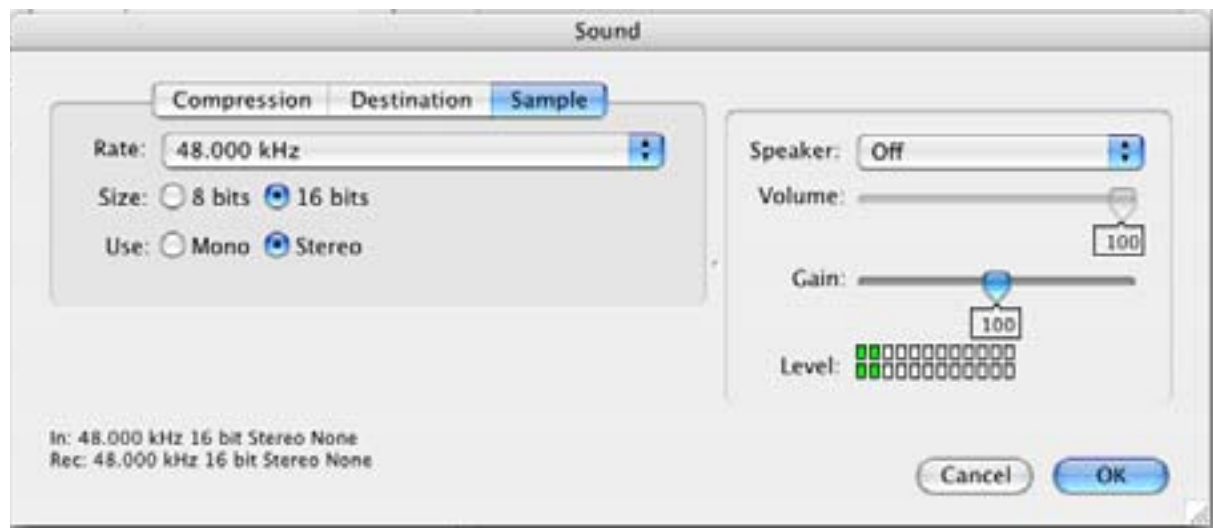 Sound
Compression Destination Sample
Rate: 48.000 kHz
Size: 8 bits 16 bits
Use: Mono Stereo
Speaker: Off
Volume:
100
Gain:
100
Level:
In: 48.000 kHz 16 bit Stereo None
Rec: 48.000 kHz 16 bit Stereo None
Cancel OK